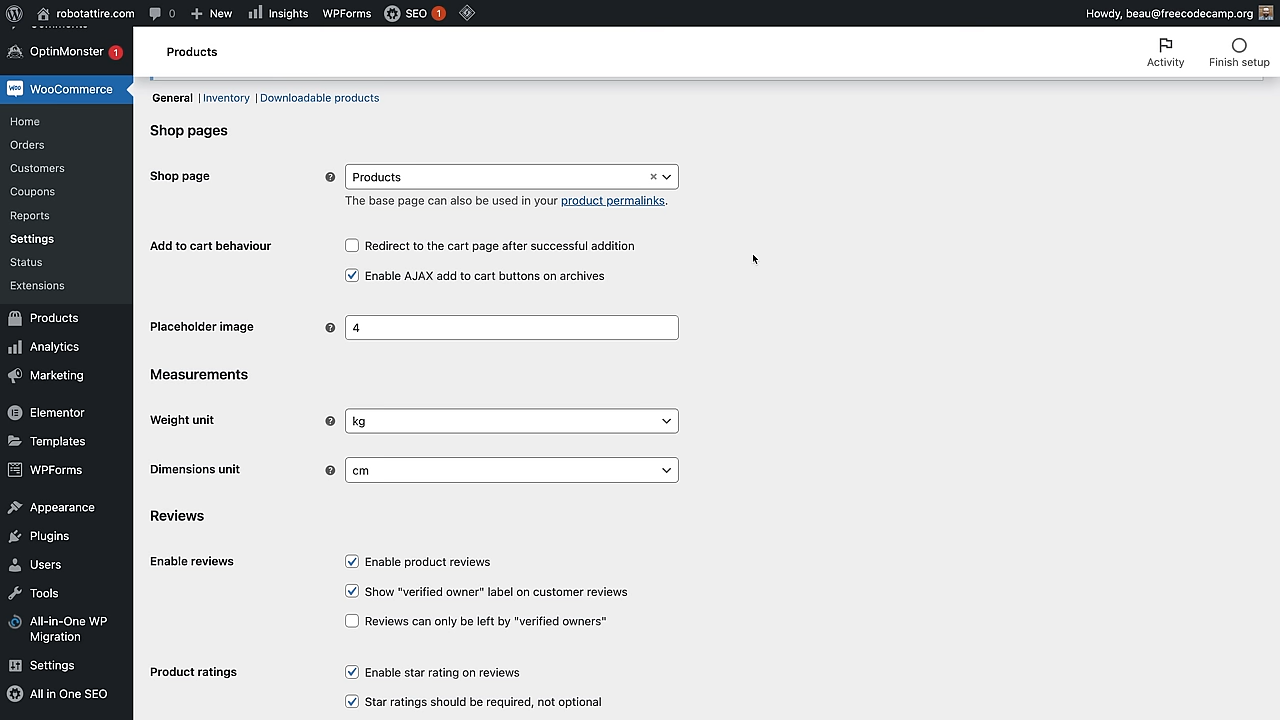 robotattire.com 0 New Insights WPForms SEO 1 Howdy, beau@freecodecamp.org
Comments
OptinMonster 1
WooCommerce
Home
Orders
Customers
Coupons
Reports
Settings
Status
Extensions
Products
Analytics
Marketing
Elementor
Templates
WPForms
Appearance
Plugins
Users
Tools
All-in-One WP
Migration
Settings
All in One SEO
Products
Activity
Finish setup
General | Inventory | Downloadable products
Shop pages
Shop page
Products
The base page can also be used in your product permalinks.
Add to cart behaviour
Redirect to the cart page after successful addition
Enable AJAX add to cart buttons on archives
Placeholder image
4
Measurements
Weight unit
kg
Dimensions unit
cm
Reviews
Enable reviews
Enable product reviews
Show "verified owner" label on customer reviews
Reviews can only be left by "verified owners"
Product ratings
Enable star rating on reviews
Star ratings should be required, not optional